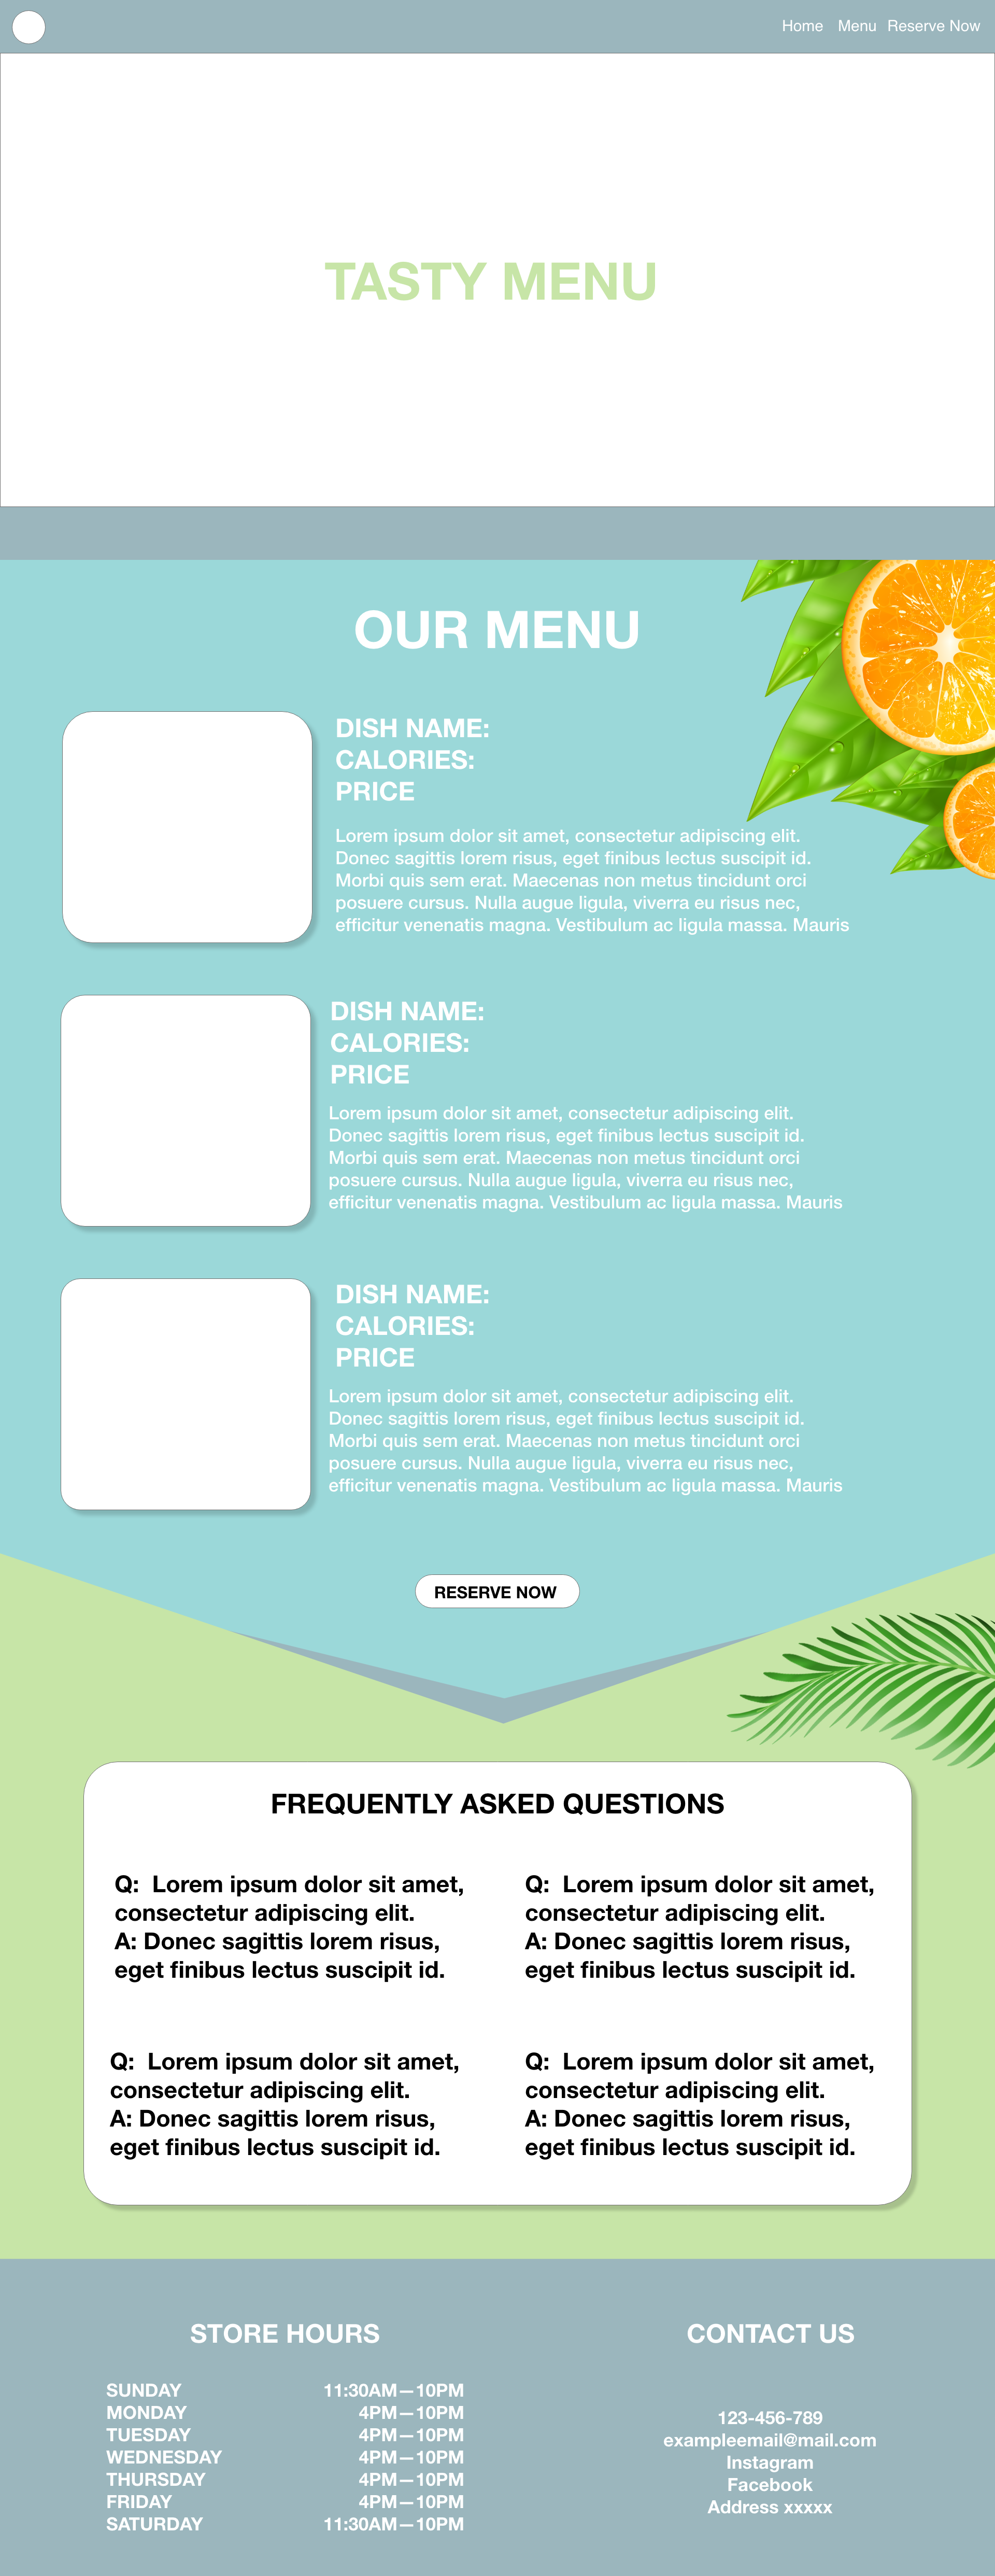 Home Menu Reserve Now
TASTY MENU
OUR MENU
DISH NAME:
CALORIES:
PRICE
Lorem ipsum dolor sit amet, consectetur adipiscing elit.
Donec sagittis lorem risus, eget finibus lectus suscipit id.
Morbi quis sem erat. Maecenas non metus tincidunt orci
posuere cursus. Nulla augue ligula, viverra eu risus nec,
efficitur venenatis magna. Vestibulum ac ligula massa. Mauris
DISH NAME:
CALORIES:
PRICE
Lorem ipsum dolor sit amet, consectetur adipiscing elit.
Donec sagittis lorem risus, eget finibus lectus suscipit id.
Morbi quis sem erat. Maecenas non metus tincidunt orci
posuere cursus. Nulla augue ligula, viverra eu risus nec,
efficitur venenatis magna. Vestibulum ac ligula massa. Mauris
DISH NAME:
CALORIES:
PRICE
Lorem ipsum dolor sit amet, consectetur adipiscing elit.
Donec sagittis lorem risus, eget finibus lectus suscipit id.
Morbi quis sem erat. Maecenas non metus tincidunt orci
posuere cursus. Nulla augue ligula, viverra eu risus nec,
efficitur venenatis magna. Vestibulum ac ligula massa. Mauris
RESERVE NOW
FREQUENTLY ASKED QUESTIONS
Q: Lorem ipsum dolor sit amet,
consectetur adipiscing elit.
A: Donec sagittis lorem risus,
eget finibus lectus suscipit id.
Q: Lorem ipsum dolor sit amet,
consectetur adipiscing elit.
A: Donec sagittis lorem risus,
eget finibus lectus suscipit id.
Q: Lorem ipsum dolor sit amet,
consectetur adipiscing elit.
A: Donec sagittis lorem risus,
eget finibus lectus suscipit id.
Q: Lorem ipsum dolor sit amet,
consectetur adipiscing elit.
A: Donec sagittis lorem risus,
eget finibus lectus suscipit id.
STORE HOURS
SUNDAY 11:30AM—10PM
MONDAY 4PM—10PM
TUESDAY 4PM—10PM
WEDNESDAY 4PM—10PM
THURSDAY 4PM—10PM
FRIDAY 4PM—10PM
SATURDAY 11:30AM—10PM
CONTACT US
123-456-789
exampleemail@mail.com
Instagram
Facebook
Address xxxxx